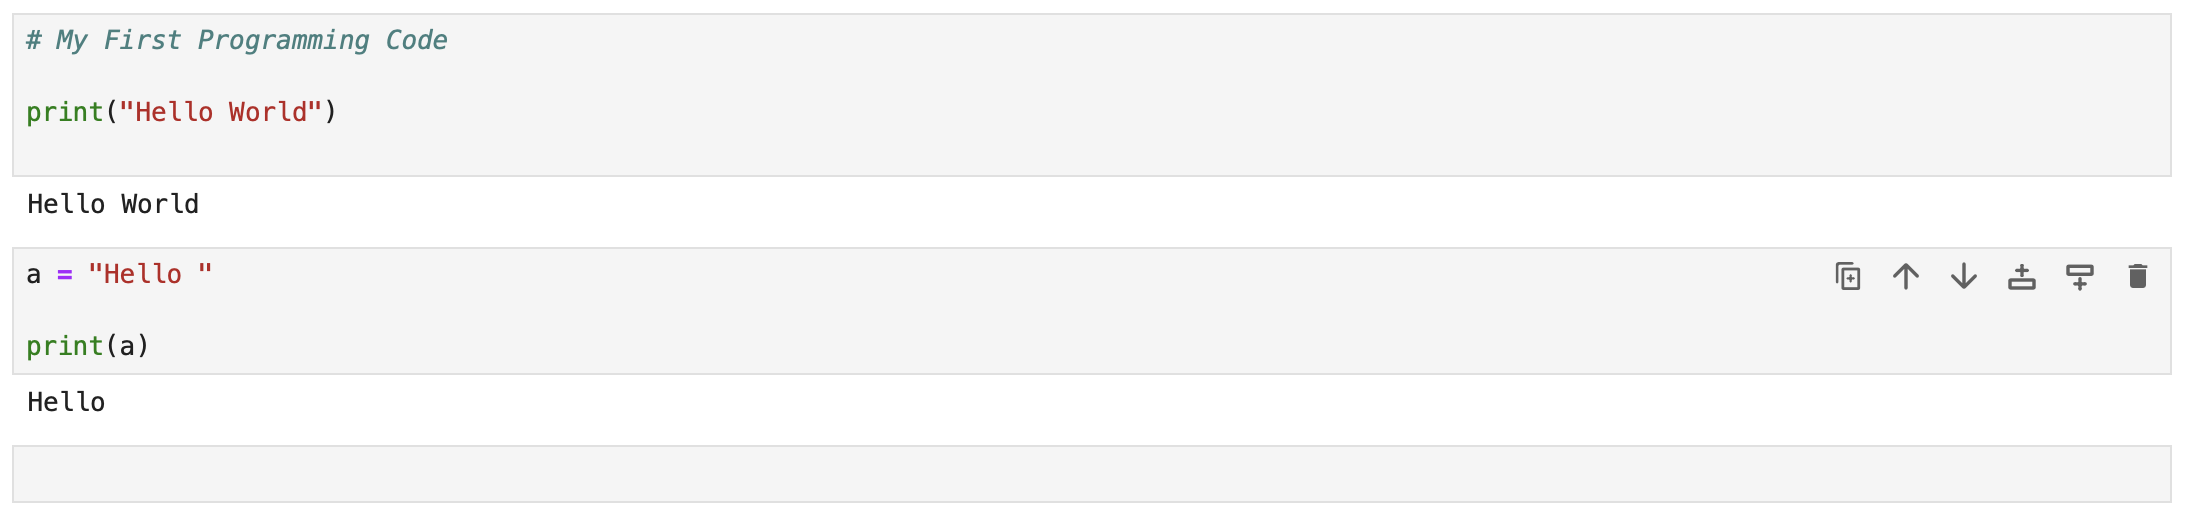 # My First Programming Code
print("Hello World")
Hello World
a = "Hello "
print(a)
Hello